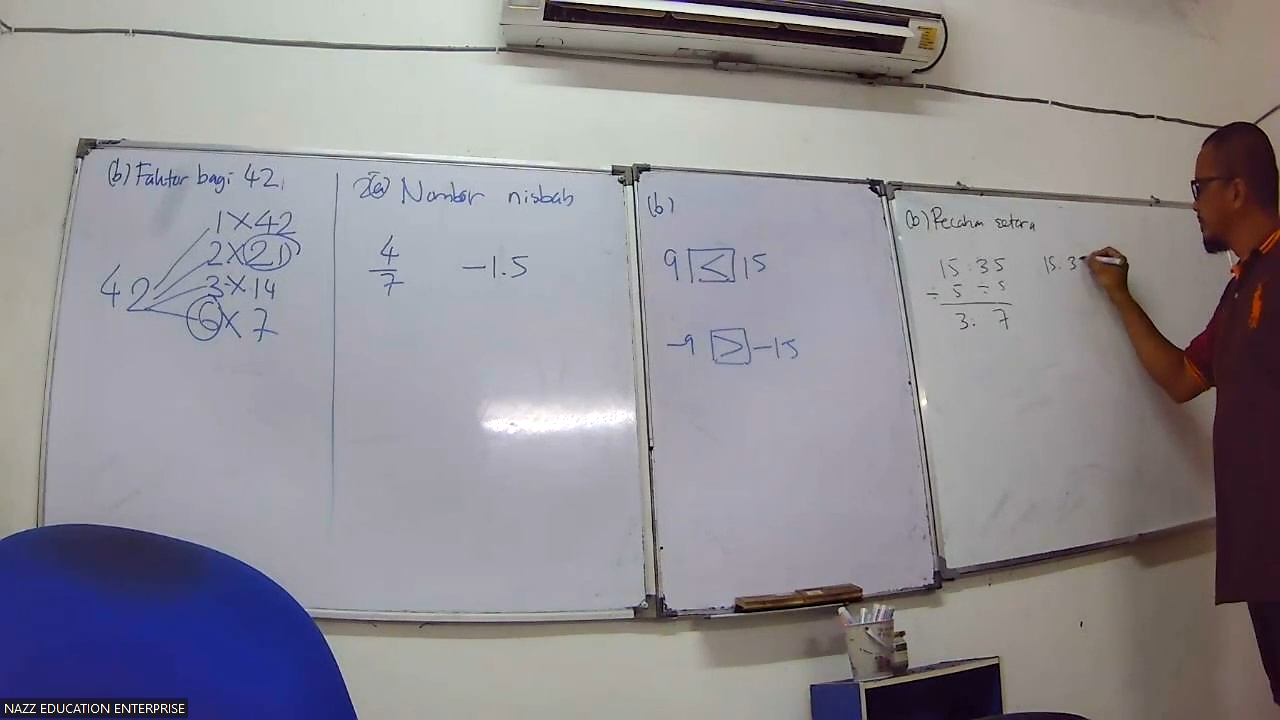 (b) Faktor bagi 42
1 X 42
2 X 21
42
3 X 14
6 X 7
Nombor nisbah
4
7
-1.5
(b)
9 < 15
-9 > -15
(b) Pecahan setara
15 : 35
÷ 5 ÷ 5
3 : 7
15 : 3
NAZZ EDUCATION ENTERPRISE